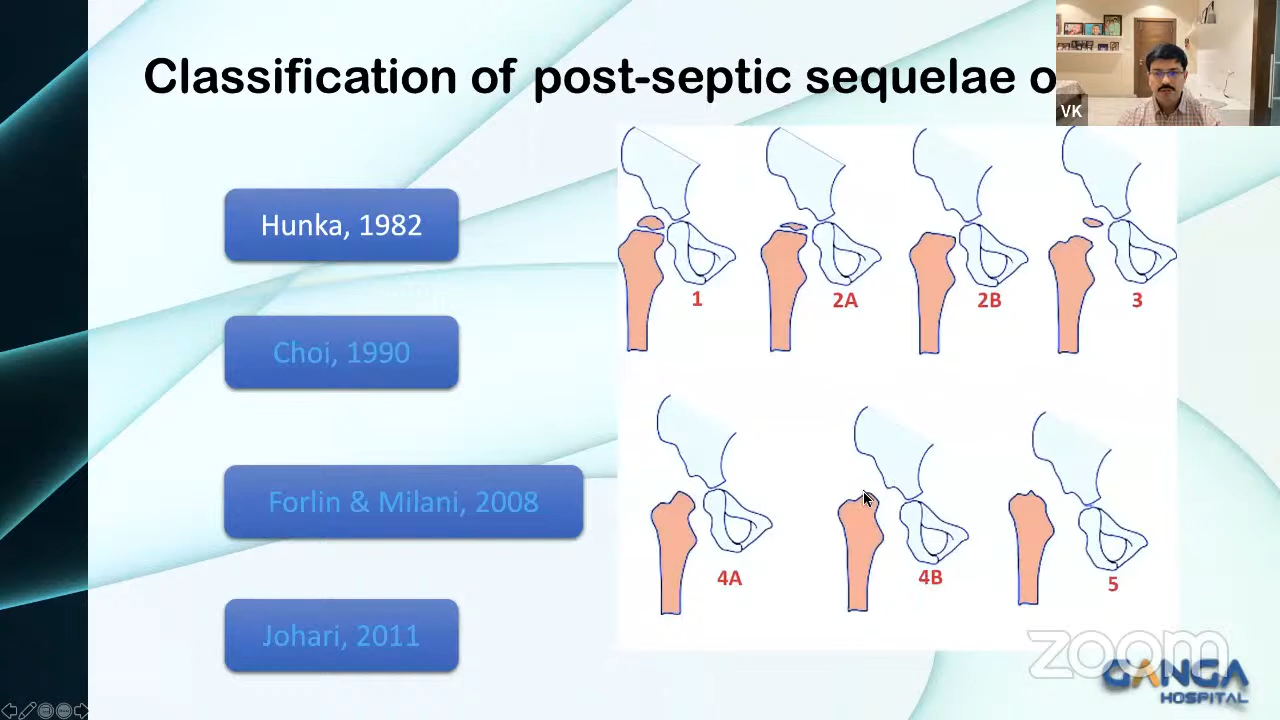 Classification of post-septic sequelae o
VK
Hunka, 1982
Choi, 1990
Forlin & Milani, 2008
Johari, 2011
1
2A
2B
3
4A
4B
5
zoom
GANGA
HOSPITAL